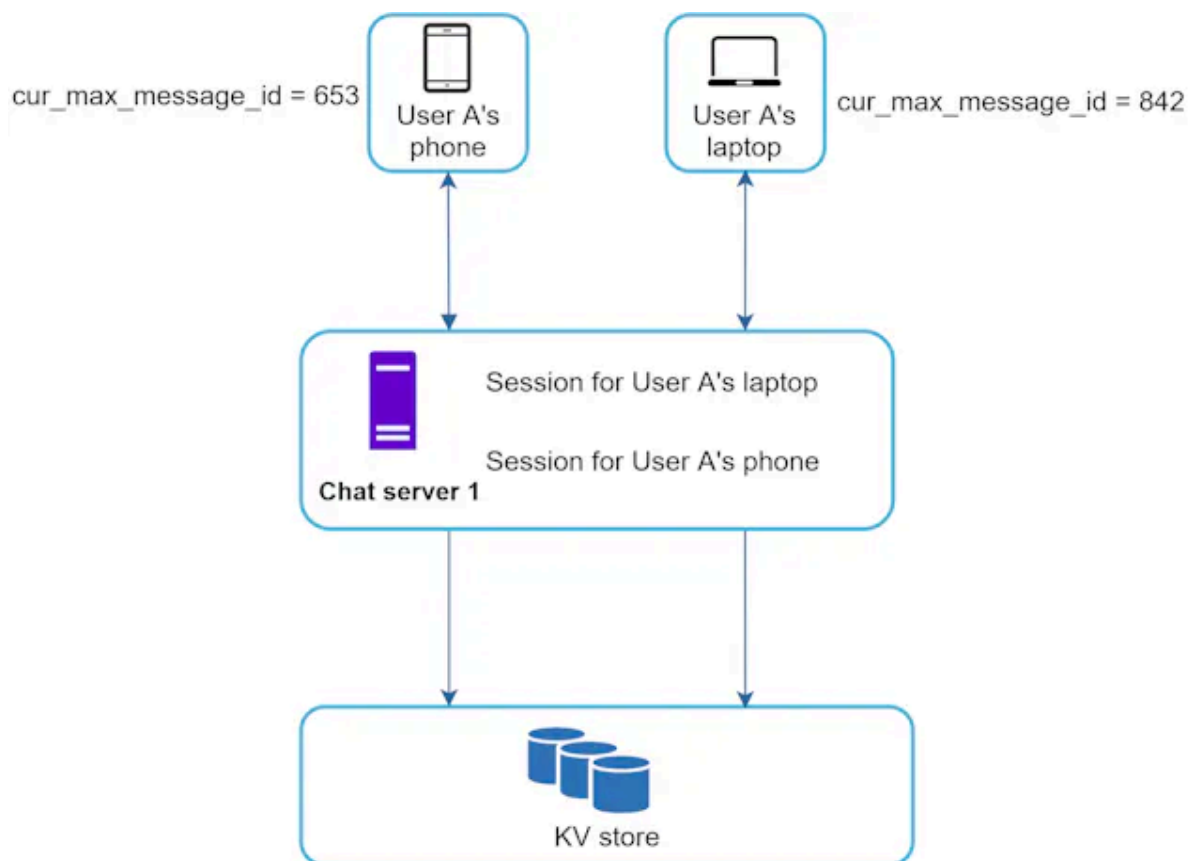 cur_max_message_id = 653
User A's
phone
User A's
laptop
cur_max_message_id = 842
Session for User A's laptop
Session for User A's phone
Chat server 1
KV store